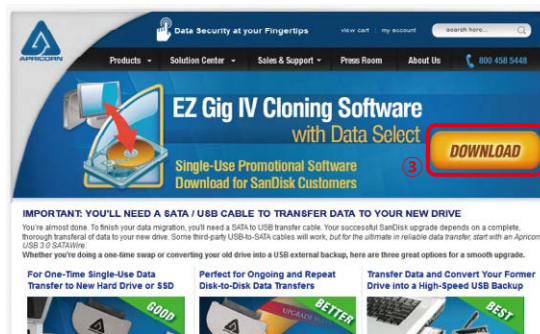 Data Security at your Fingertips
view cart | my account
search here...
APRICORN
Products
Solution Center
Sales & Support
Press Room
About Us
800 458 5448
EZ Gig IV Cloning Software
with Data Select
Single-Use Promotional Software
Download for SanDisk Customers
③
DOWNLOAD
IMPORTANT: YOU'LL NEED A SATA / USB CABLE TO TRANSFER DATA TO YOUR NEW DRIVE
You're almost done. To finish your data migration, you'll need a SATA to USB transfer cable. Your successful SanDisk upgrade depends on a complete,
thorough transferal of data to your new drive. Some third-party USB-to-SATA cables will work, but for the ultimate in reliable data transfer, start with an Apricorn
USB 3.0 SATAWire.
Whether you're doing a one-time swap or converting your old drive into a USB external backup, here are three great options for a smooth upgrade.
For One-Time Single-Use Data
Transfer to New Hard Drive or SSD
GOOD
Perfect for Ongoing and Repeat
Disk-to-Disk Data Transfers
BETTER
Transfer Data and Convert Your Former
Drive into a High-Speed USB Backup
BEST